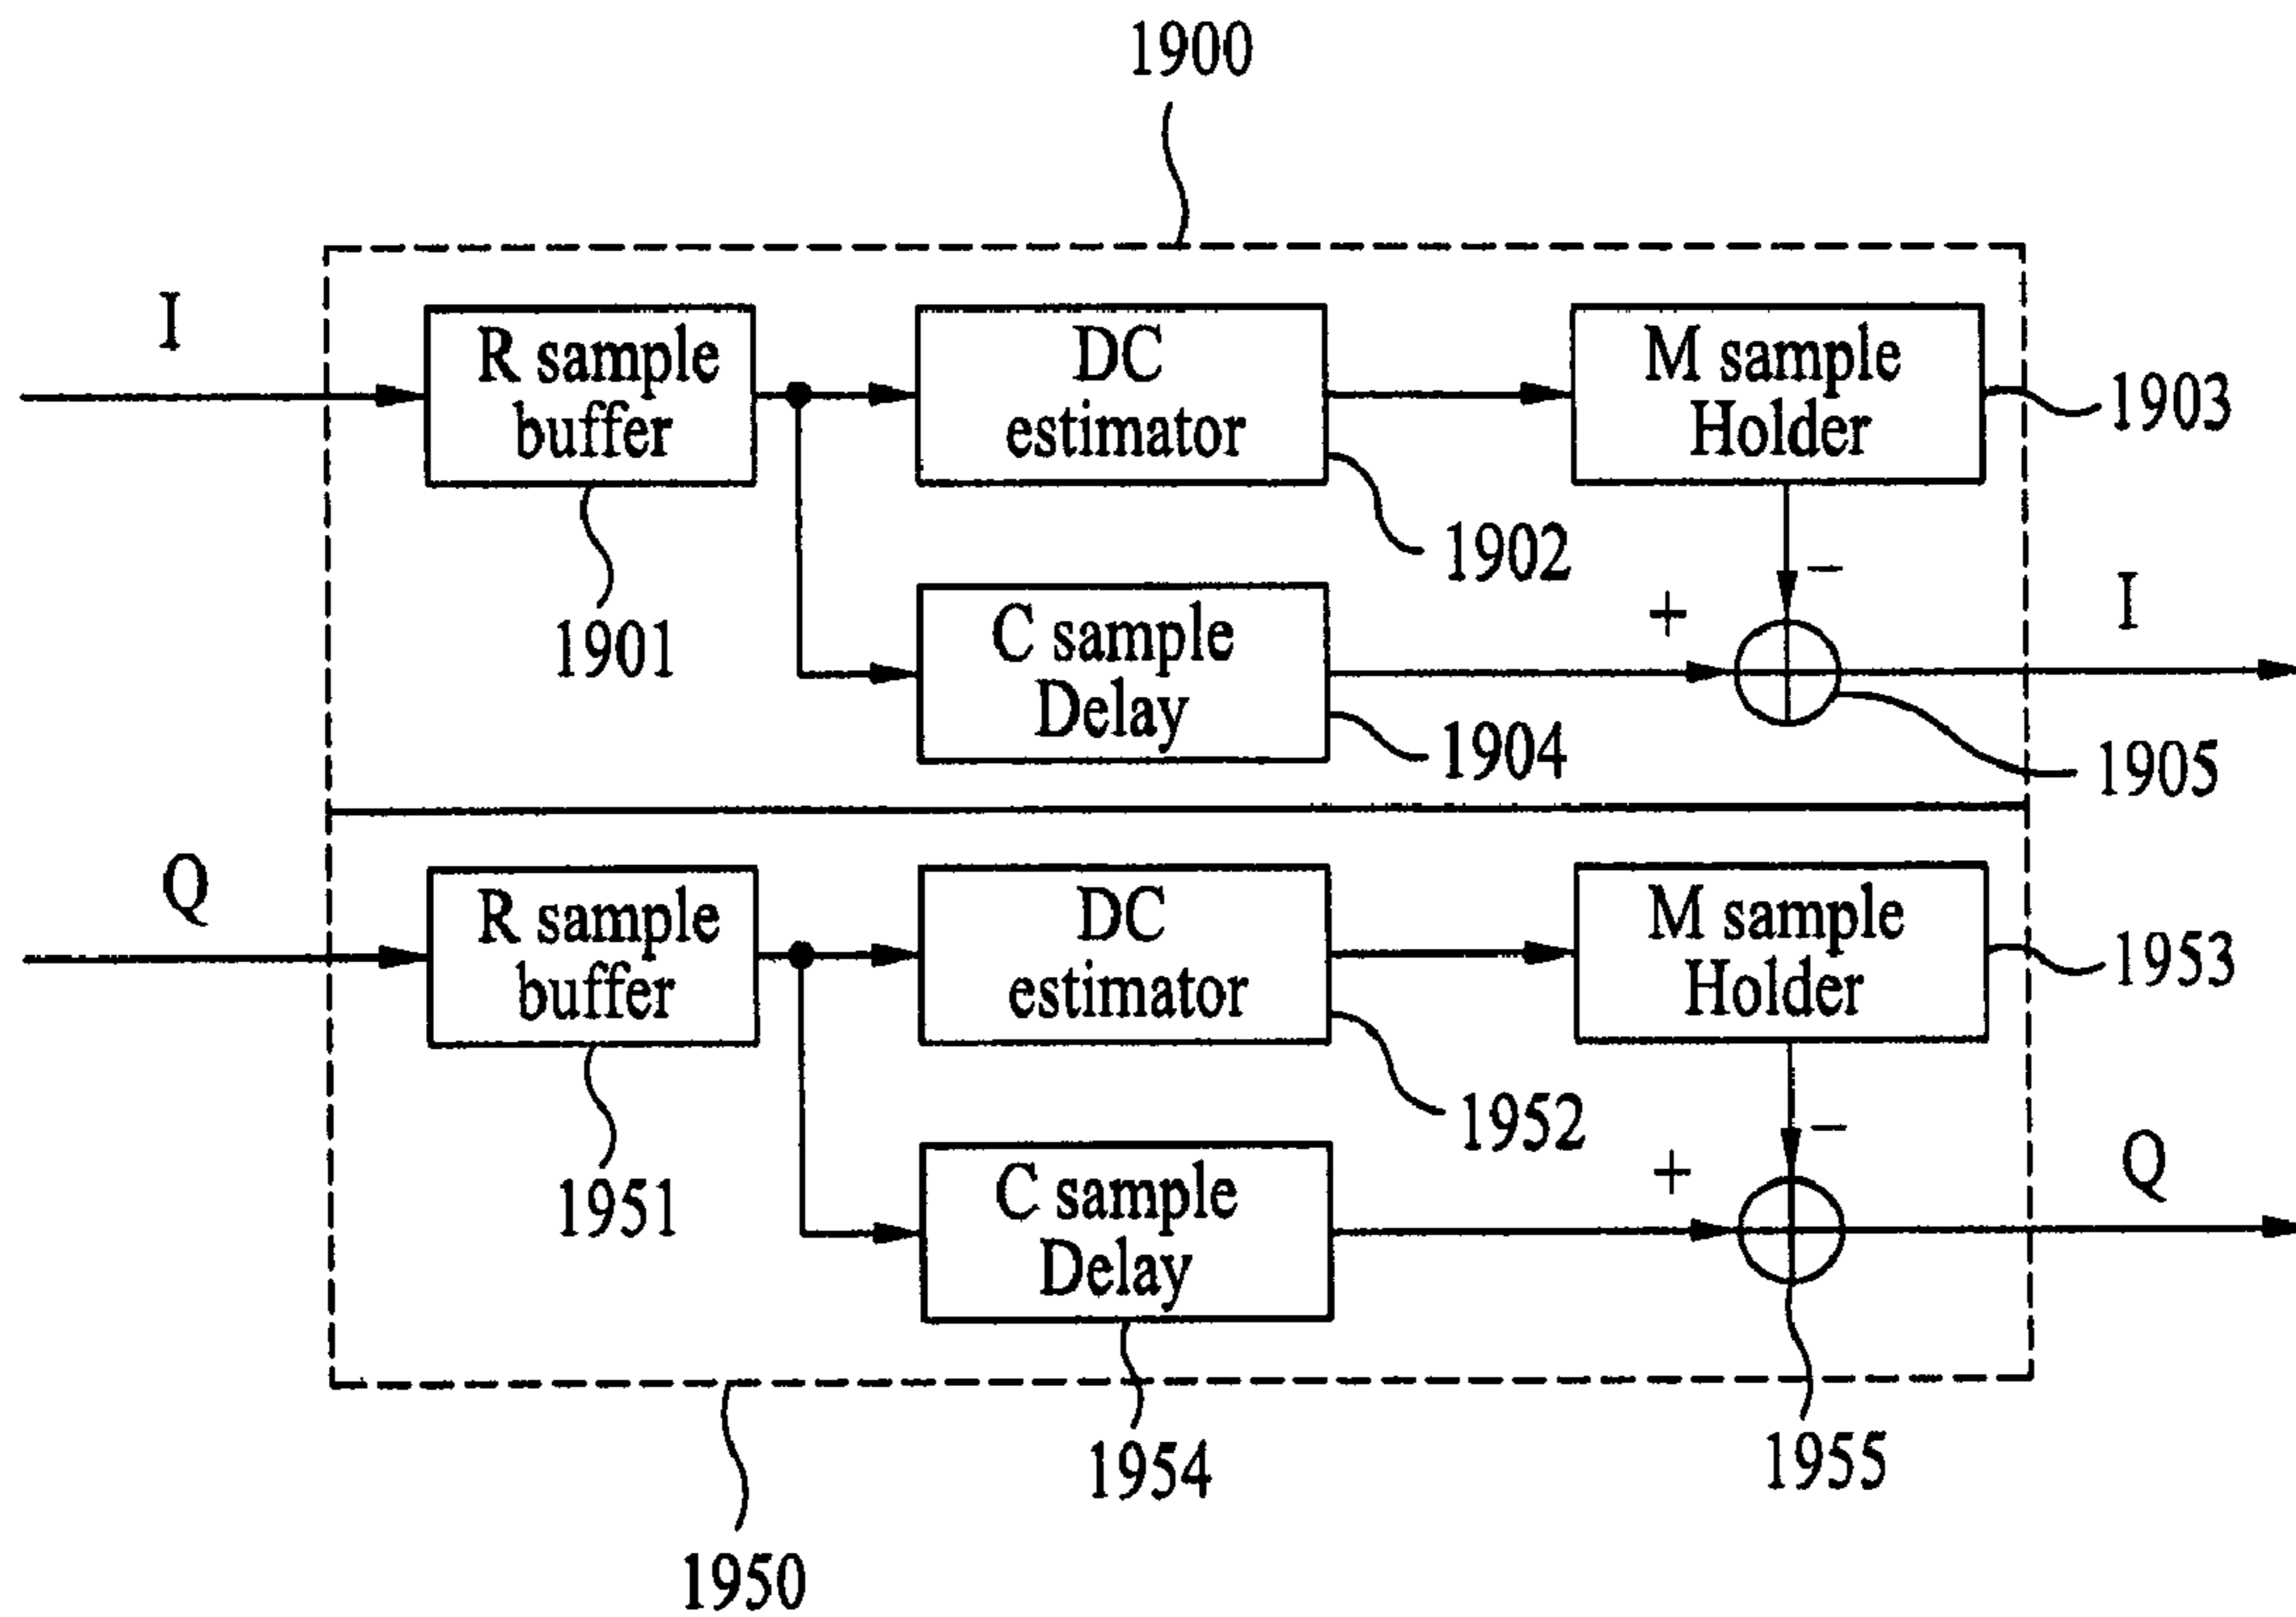 1900
I
R sample
buffer
DC
estimator
M sample
Holder
1903
1902
−
+
I
1901
C sample
Delay
1904
1905
Q
R sample
buffer
DC
estimator
M sample
Holder
1953
1952
−
+
Q
1951
C sample
Delay
1954
1955
1950